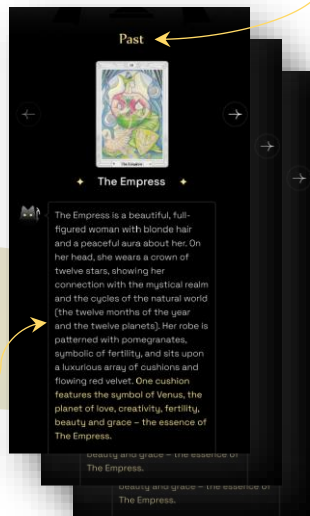 Past
The Empress
The Empress is a beautiful, full-
figured woman with blonde hair
and a peaceful aura about her. On
her head, she wears a crown of
twelve stars, showing her
connection with the mystical realm
and the cycles of the natural world
(the twelve months of the year
and the twelve planets). Her robe is
patterned with pomegranates,
symbolic of fertility, and sits upon
a luxurious array of cushions and
flowing red velvet. One cushion
features the symbol of Venus, the
planet of love, creativity, fertility,
beauty and grace – the essence of
The Empress.
beauty and grace – the essence of
The Empress.
beauty and grace – the essence of
The Empress.